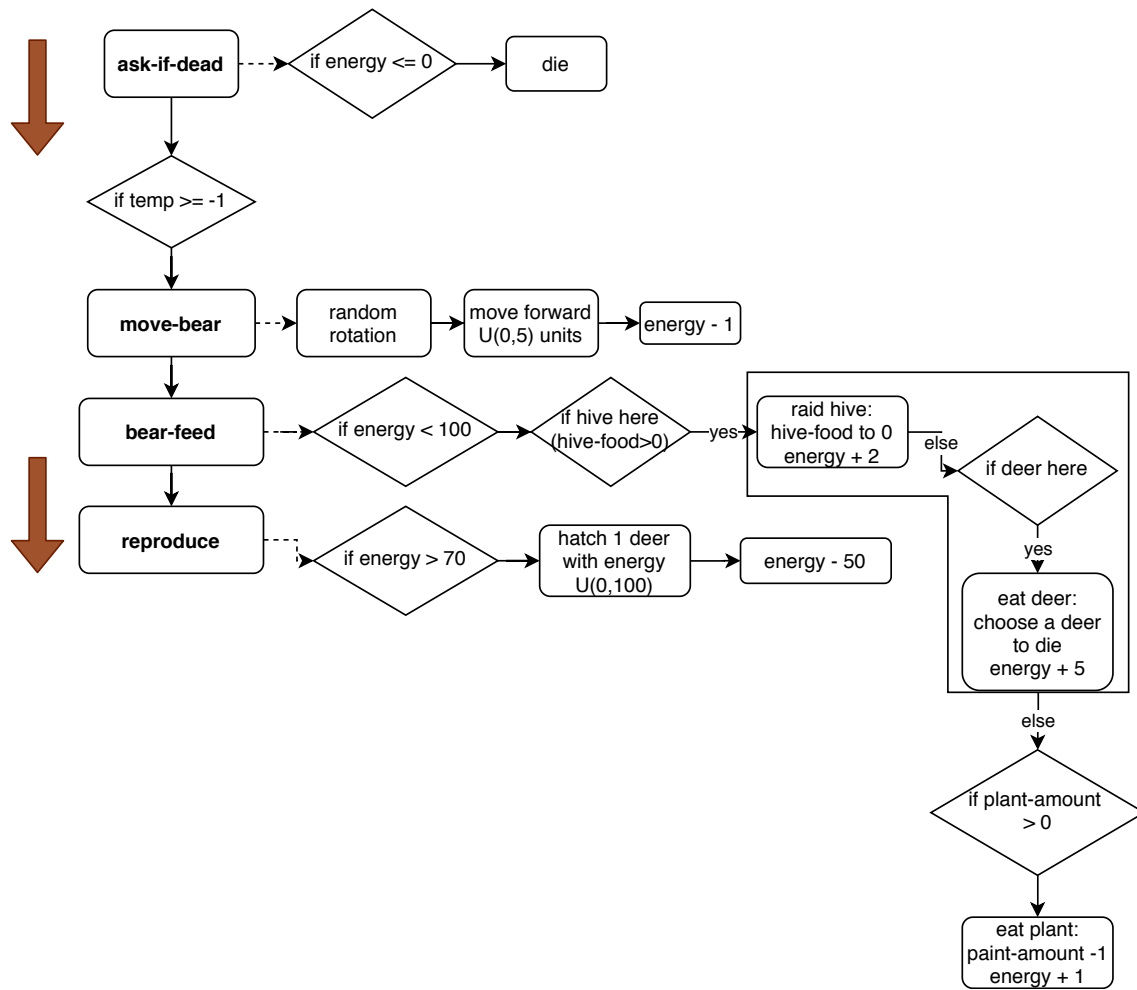 ask-if-dead
if energy <= 0
die
if temp >= -1
move-bear
random
rotation
move forward
U(0,5) units
energy - 1
bear-feed
if energy < 100
if hive here
(hive-food>0)
yes
raid hive:
hive-food to 0
energy + 2
else
if deer here
yes
eat deer:
choose a deer
to die
energy + 5
reproduce
if energy > 70
hatch 1 deer
with energy
U(0,100)
energy - 50
else
if plant-amount
> 0
eat plant:
paint-amount -1
energy + 1